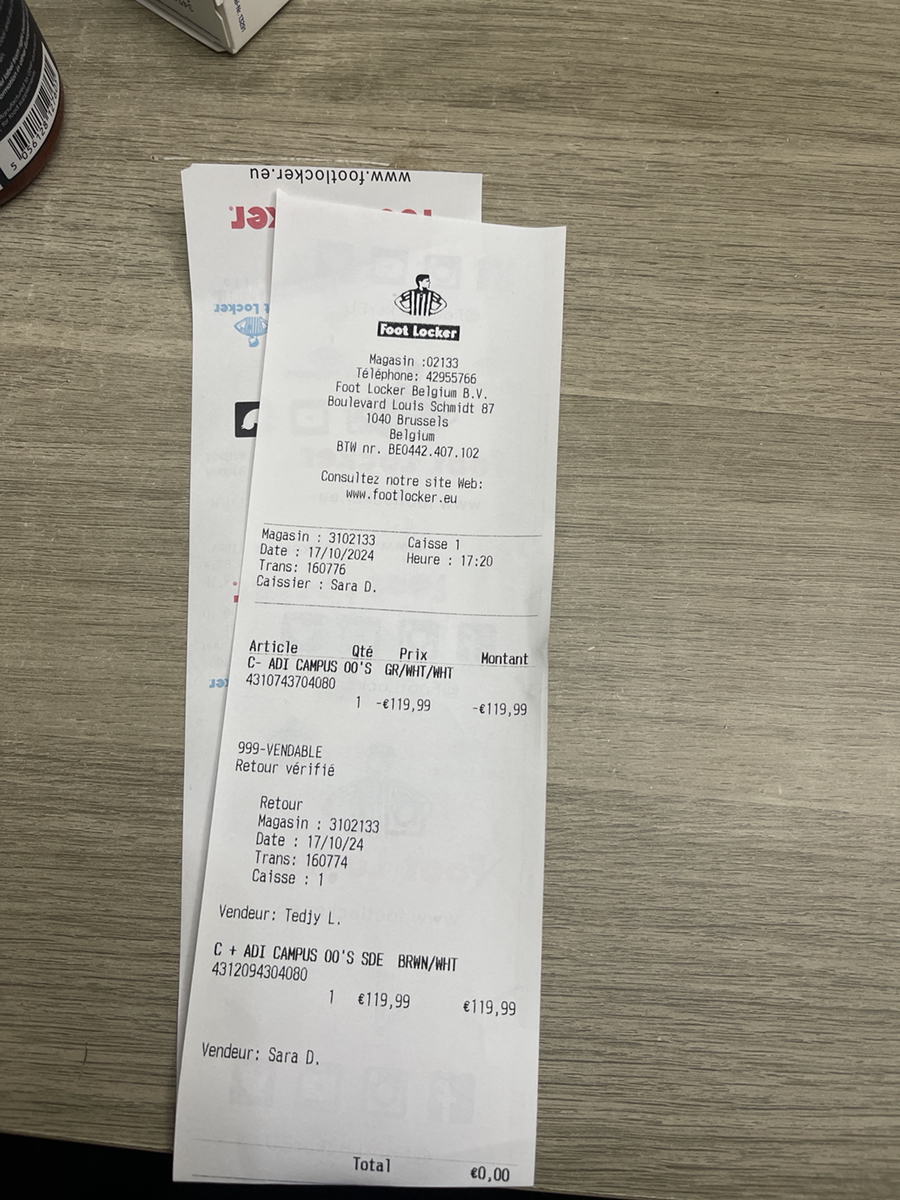 www.footlocker.eu
Foot Locker
Magasin :02133
Téléphone: 42955766
Foot Locker Belgium B.V.
Boulevard Louis Schmidt 87
1040 Brussels
Belgium
BTW nr. BE0442.407.102
Consultez notre site Web:
www.footlocker.eu
Magasin : 3102133 Caisse 1
Date : 17/10/2024 Heure : 17:20
Trans: 160776
Caissier : Sara D.
Article Qté Prix Montant
C- ADI CAMPUS 00'S GR/WHT/WHT
4310743704080
1 -€119,99 -€119,99
999-VENDABLE
Retour vérifié
Retour
Magasin : 3102133
Date : 17/10/24
Trans: 160774
Caisse : 1
Vendeur: Tedjy L.
C + ADI CAMPUS 00'S SDE BRWN/WHT
4312094304080
1 €119,99 €119,99
Vendeur: Sara D.
Total €0,00